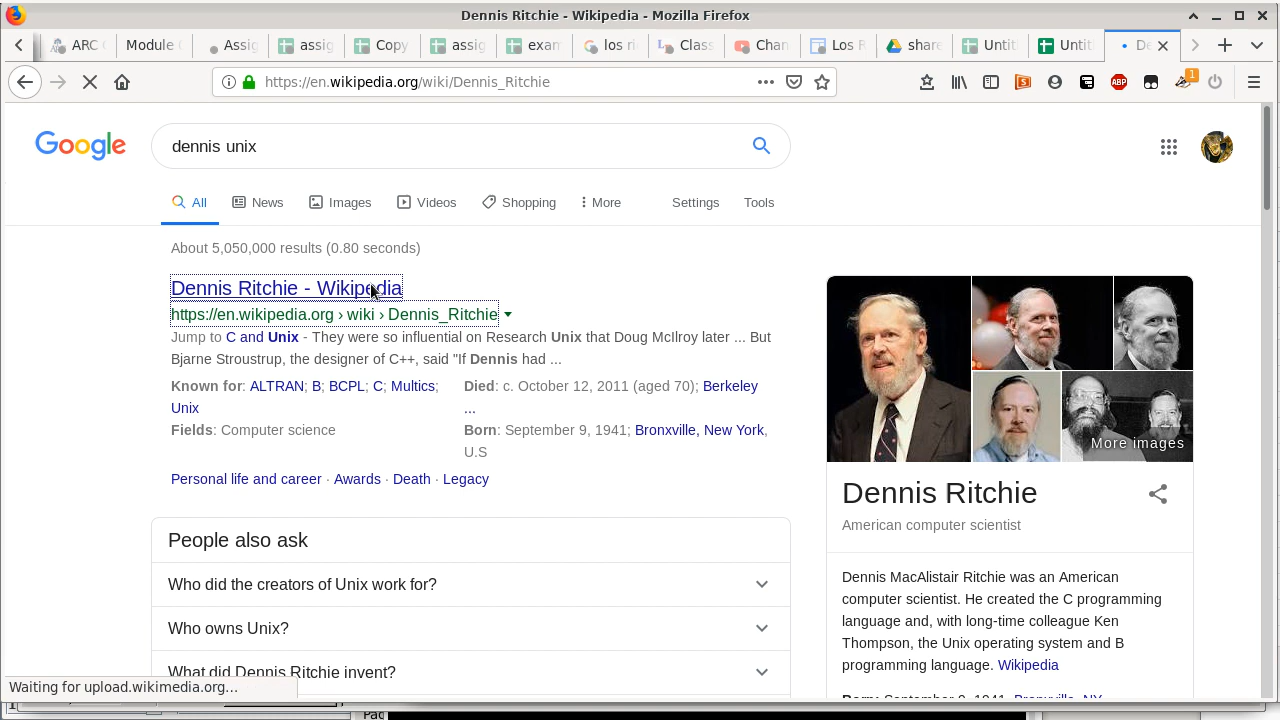 Dennis Ritchie - Wikipedia - Mozilla Firefox
ARC
Module
Assig
assig
Copy
assig
exam
los ri
Class
Chan
Los R
share
Untitl
Untit
De
https://en.wikipedia.org/wiki/Dennis_Ritchie
ABP
1
Google
dennis unix
All
News
Images
Videos
Shopping
More
Settings
Tools
About 5,050,000 results (0.80 seconds)
Dennis Ritchie - Wikipedia
https://en.wikipedia.org › wiki › Dennis_Ritchie
Jump to C and Unix - They were so influential on Research Unix that Doug McIlroy later ... But
Bjarne Stroustrup, the designer of C++, said "If Dennis had ...
Known for: ALTRAN; B; BCPL; C; Multics;
Unix
Fields: Computer science
Died: c. October 12, 2011 (aged 70); Berkeley
...
Born: September 9, 1941; Bronxville, New York,
U.S
Personal life and career · Awards · Death · Legacy
People also ask
Who did the creators of Unix work for?
Who owns Unix?
What did Dennis Ritchie invent?
More images
Dennis Ritchie
American computer scientist
Dennis MacAlistair Ritchie was an American
computer scientist. He created the C programming
language and, with long-time colleague Ken
Thompson, the Unix operating system and B
programming language. Wikipedia
Born: September 9, 1941, Bronxville, NY
Waiting for upload.wikimedia.org...
Pac